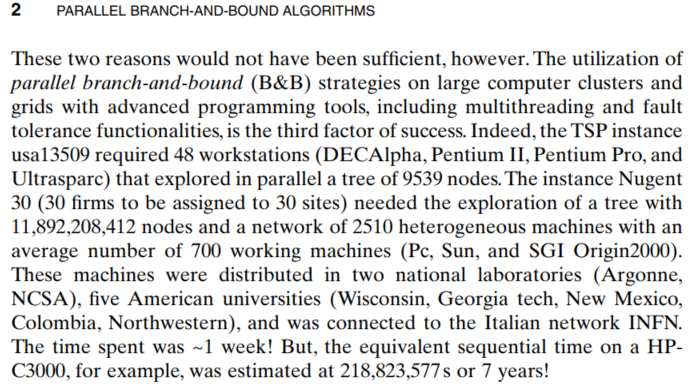 2 PARALLEL BRANCH-AND-BOUND ALGORITHMS
These two reasons would not have been sufficient, however. The utilization of
parallel branch-and-bound (B&B) strategies on large computer clusters and
grids with advanced programming tools, including multithreading and fault
tolerance functionalities, is the third factor of success. Indeed, the TSP instance
usa13509 required 48 workstations (DECAlpha, Pentium II, Pentium Pro, and
Ultrasparc) that explored in parallel a tree of 9539 nodes. The instance Nugent
30 (30 firms to be assigned to 30 sites) needed the exploration of a tree with
11,892,208,412 nodes and a network of 2510 heterogeneous machines with an
average number of 700 working machines (Pc, Sun, and SGI Origin2000).
These machines were distributed in two national laboratories (Argonne,
NCSA), five American universities (Wisconsin, Georgia tech, New Mexico,
Colombia, Northwestern), and was connected to the Italian network INFN.
The time spent was ~1 week! But, the equivalent sequential time on a HP-
C3000, for example, was estimated at 218,823,577 s or 7 years!